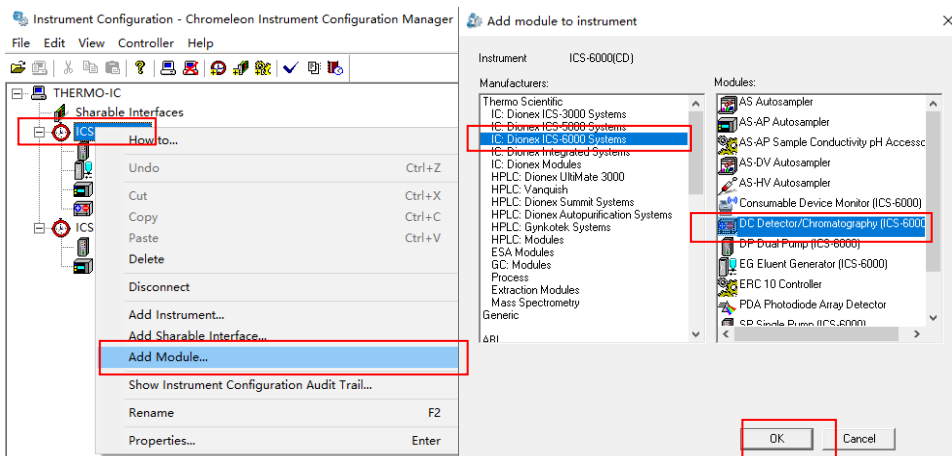 Instrument Configuration - Chromeleon Instrument Configuration Manager
File Edit View Controller Help
THERMO-IC
Sharable Interfaces
ICS
ICS
How to...
Undo Ctrl+Z
Cut Ctrl+X
Copy Ctrl+C
Paste Ctrl+V
Delete
Disconnect
Add Instrument...
Add Sharable Interface...
Add Module...
Show Instrument Configuration Audit Trail...
Rename F2
Properties... Enter
Add module to instrument
Instrument ICS-6000(CD)
Manufacturers:
Thermo Scientific
IC: Dionex ICS-3000 Systems
IC: Dionex ICS-5000 Systems
IC: Dionex ICS-6000 Systems
IC: Dionex Integrated Systems
IC: Dionex Modules
HPLC: Dionex UltiMate 3000
HPLC: Vanquish
HPLC: Dionex Summit Systems
HPLC: Dionex Autopurification Systems
HPLC: Gynkotek Systems
HPLC: Modules
ESA Modules
GC: Modules
Process
Extraction Modules
Mass Spectrometry
Generic
ABI
Modules:
AS Autosampler
AS-AP Autosampler
AS-AP Sample Conductivity pH Accesso
AS-DV Autosampler
AS-HV Autosampler
Consumable Device Monitor (ICS-6000)
DC Detector/Chromatography (ICS-6000
DP Dual Pump (ICS-6000)
EG Eluent Generator (ICS-6000)
ERC 10 Controller
PDA Photodiode Array Detector
SP Single Pump (ICS-6000)
OK Cancel